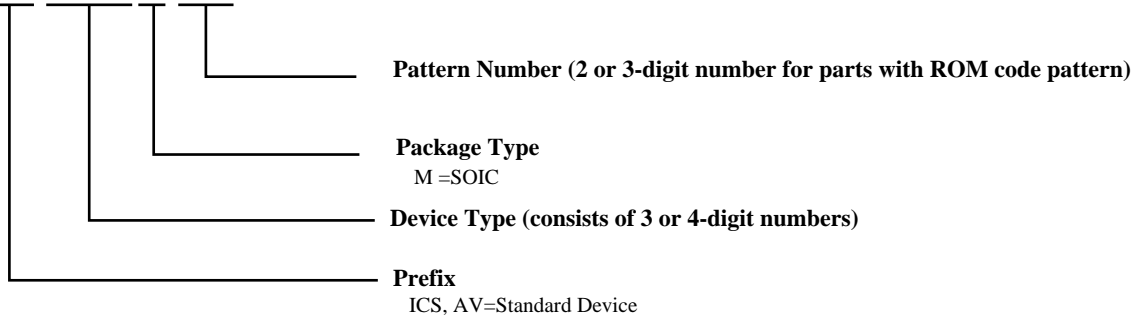 Pattern Number (2 or 3-digit number for parts with ROM code pattern)
Package Type
M =SOIC
Device Type (consists of 3 or 4-digit numbers)
Prefix
ICS, AV=Standard Device